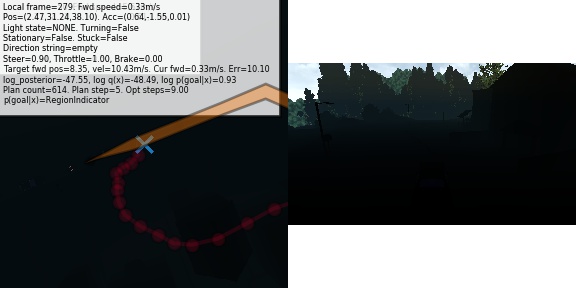 Local frame=279. Fwd speed=0.33m/s
Pos=(2.47,31.24,38.10). Acc=(0.64,-1.55,0.01)
Light state=NONE. Turning=False
Stationary=False. Stuck=False
Direction string=empty
Steer=0.90, Throttle=1.00, Brake=0.00
Target fwd pos=8.35, vel=10.43m/s. Cur fwd=0.33m/s. Err=10.10
log_posterior=-47.55, log q(x)=-48.49, log p(goal|x)=0.93
Plan count=614. Plan step=5. Opt steps=9.00
p(goal|x)=RegionIndicator